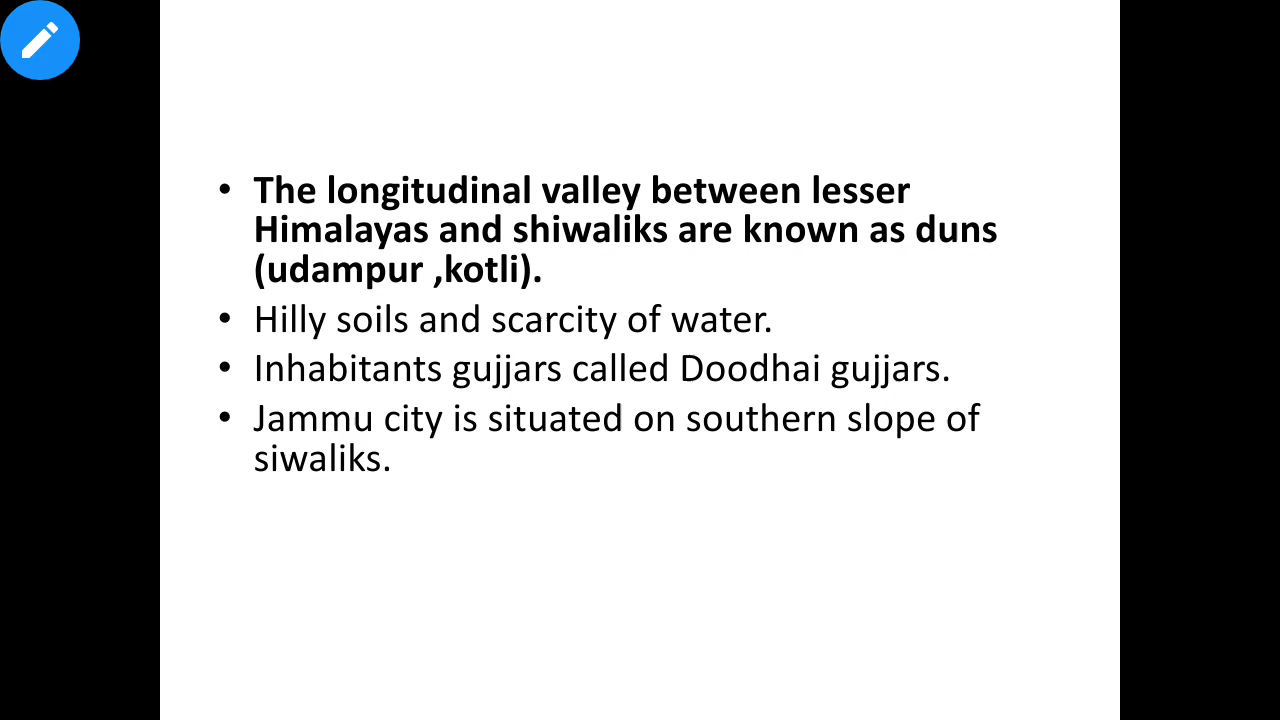 • The longitudinal valley between lesser
Himalayas and shiwaliks are known as duns
(udampur ,kotli).
• Hilly soils and scarcity of water.
• Inhabitants gujjars called Doodhai gujjars.
• Jammu city is situated on southern slope of
siwaliks.